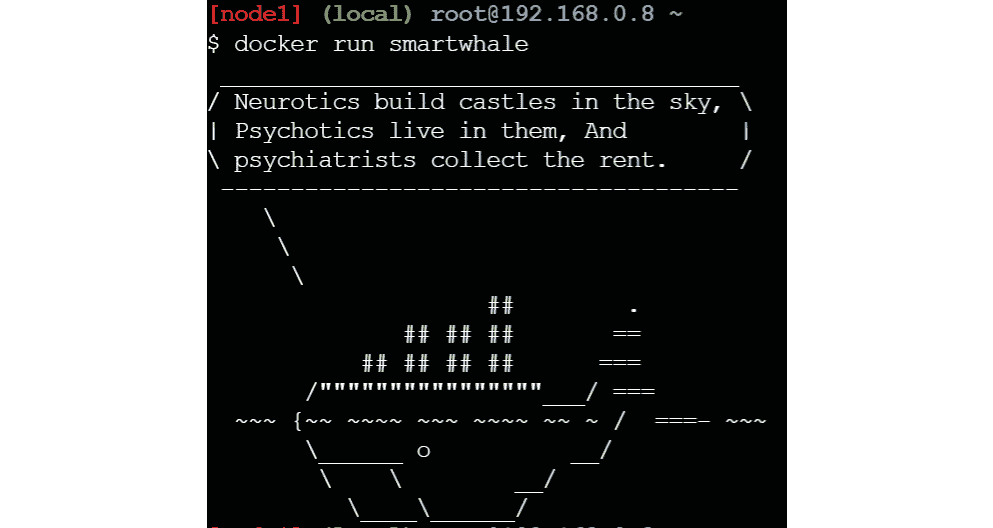 [node1] (local) root@192.168.0.8 ~
$ docker run smartwhale
 _____________________________________
/ Neurotics build castles in the sky, \
| Psychotics live in them, And        |
\ psychiatrists collect the rent.     /
 -------------------------------------
    \
     \
      \
                    ##        .
              ## ## ##       ==
           ## ## ## ##      ===
       /""""""""""""""""___/ ===
  ~~~ {~~ ~~~~ ~~~ ~~~~ ~~ ~ /  ===- ~~~
       \______ o          __/
        \    \        __/
          \____\______/